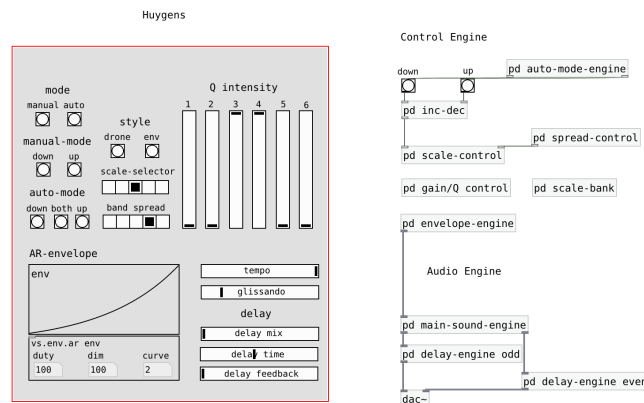 Huygens
mode
manual auto
manual-mode
down up
auto-mode
down both up
style
drone env
scale-selector
band spread
Q intensity
1 2 3 4 5 6
AR-envelope
env
vs.env.ar env
duty dim curve
100 100 2
tempo
glissando
delay
delay mix
delay time
delay feedback
Control Engine
pd auto-mode-engine
down up
pd inc-dec
pd spread-control
pd scale-control
pd gain/Q control
pd scale-bank
pd envelope-engine
Audio Engine
pd main-sound-engine
pd delay-engine odd
pd delay-engine even
dac~